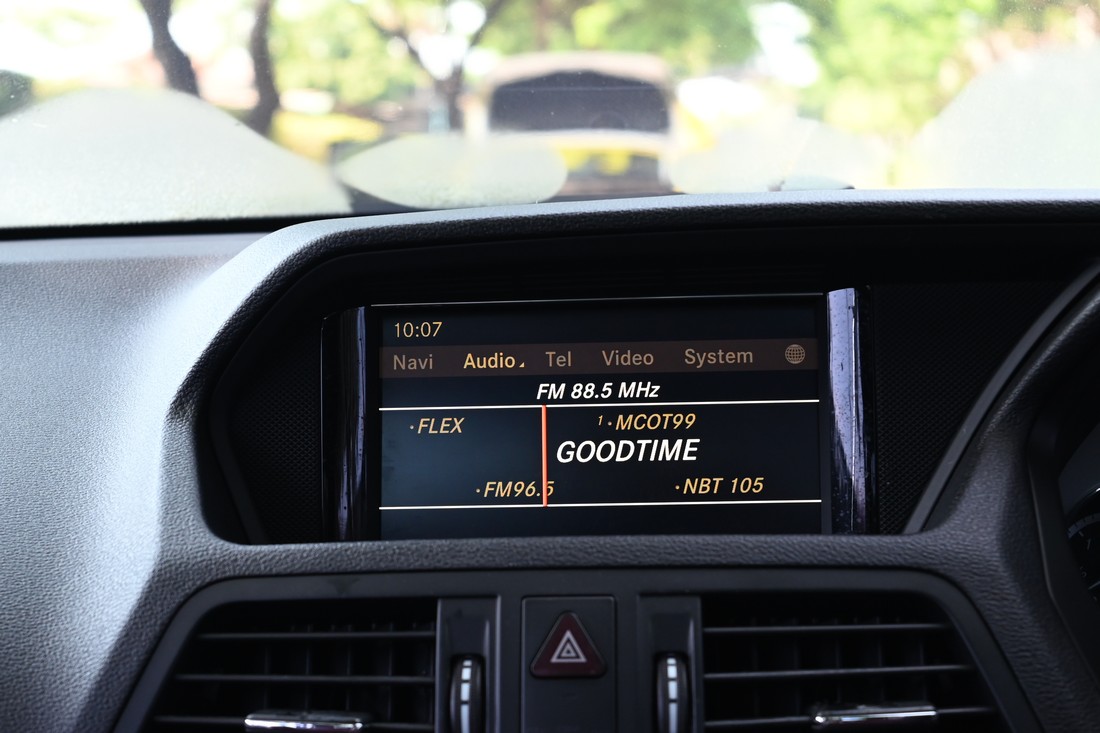 10:07
Navi Audio Tel Video System
FM 88.5 MHz
·FLEX 1·MCOT99
GOODTIME
·FM96.5 ·NBT 105